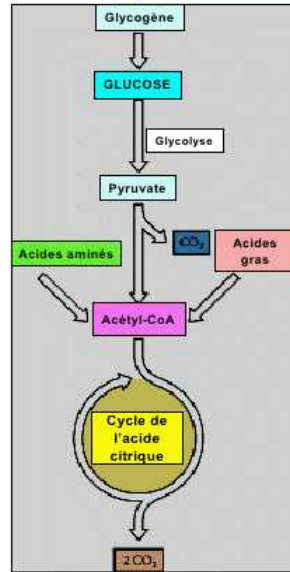 Glycogène
GLUCOSE
Glycolyse
Pyruvate
CO₂
Acides aminés
Acides
gras
Acétyl-CoA
Cycle de
l'acide
citrique
2 CO₂